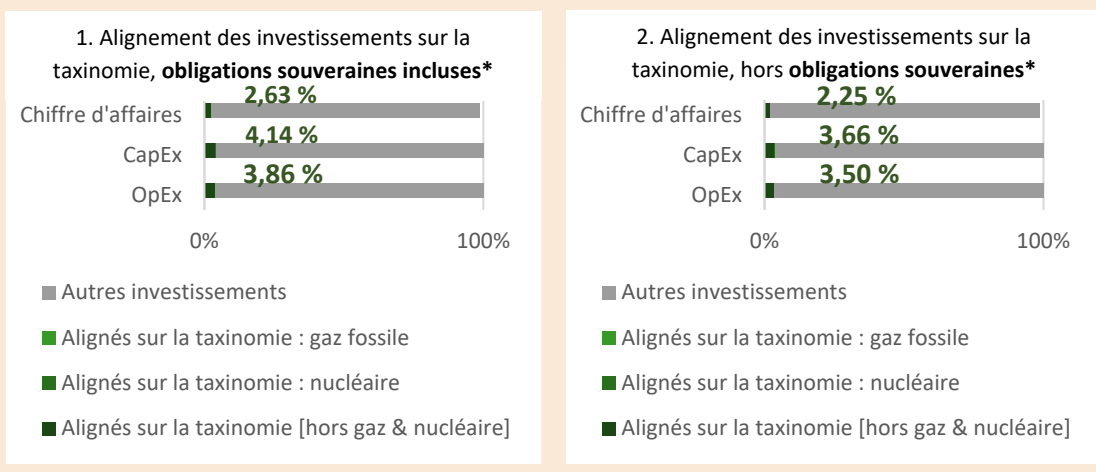 1. Alignement des investissements sur la
taxinomie, obligations souveraines incluses*
2,63 %
Chiffre d'affaires
4,14 %
CapEx
3,86 %
OpEx
0%
100%
Autres investissements
Alignés sur la taxinomie : gaz fossile
Alignés sur la taxinomie : nucléaire
Alignés sur la taxinomie [hors gaz & nucléaire]
2. Alignement des investissements sur la
taxinomie, hors obligations souveraines*
2,25 %
Chiffre d'affaires
3,66 %
CapEx
3,50 %
OpEx
0%
100%
Autres investissements
Alignés sur la taxinomie : gaz fossile
Alignés sur la taxinomie : nucléaire
Alignés sur la taxinomie [hors gaz & nucléaire]